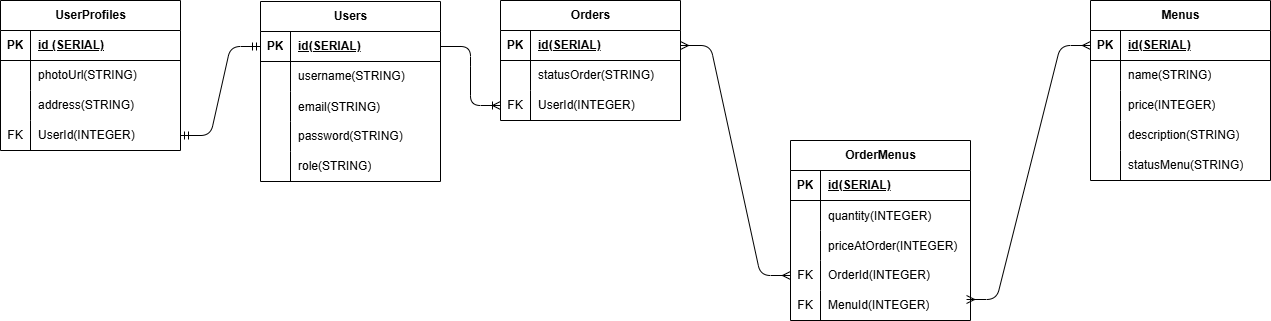 UserProfiles
PK id (SERIAL)
photoUrl(STRING)
address(STRING)
FK UserId(INTEGER)
Users
PK id(SERIAL)
username(STRING)
email(STRING)
password(STRING)
role(STRING)
Orders
PK id(SERIAL)
statusOrder(STRING)
FK UserId(INTEGER)
OrderMenus
PK id(SERIAL)
quantity(INTEGER)
priceAtOrder(INTEGER)
FK OrderId(INTEGER)
FK MenuId(INTEGER)
Menus
PK id(SERIAL)
name(STRING)
price(INTEGER)
description(STRING)
statusMenu(STRING)